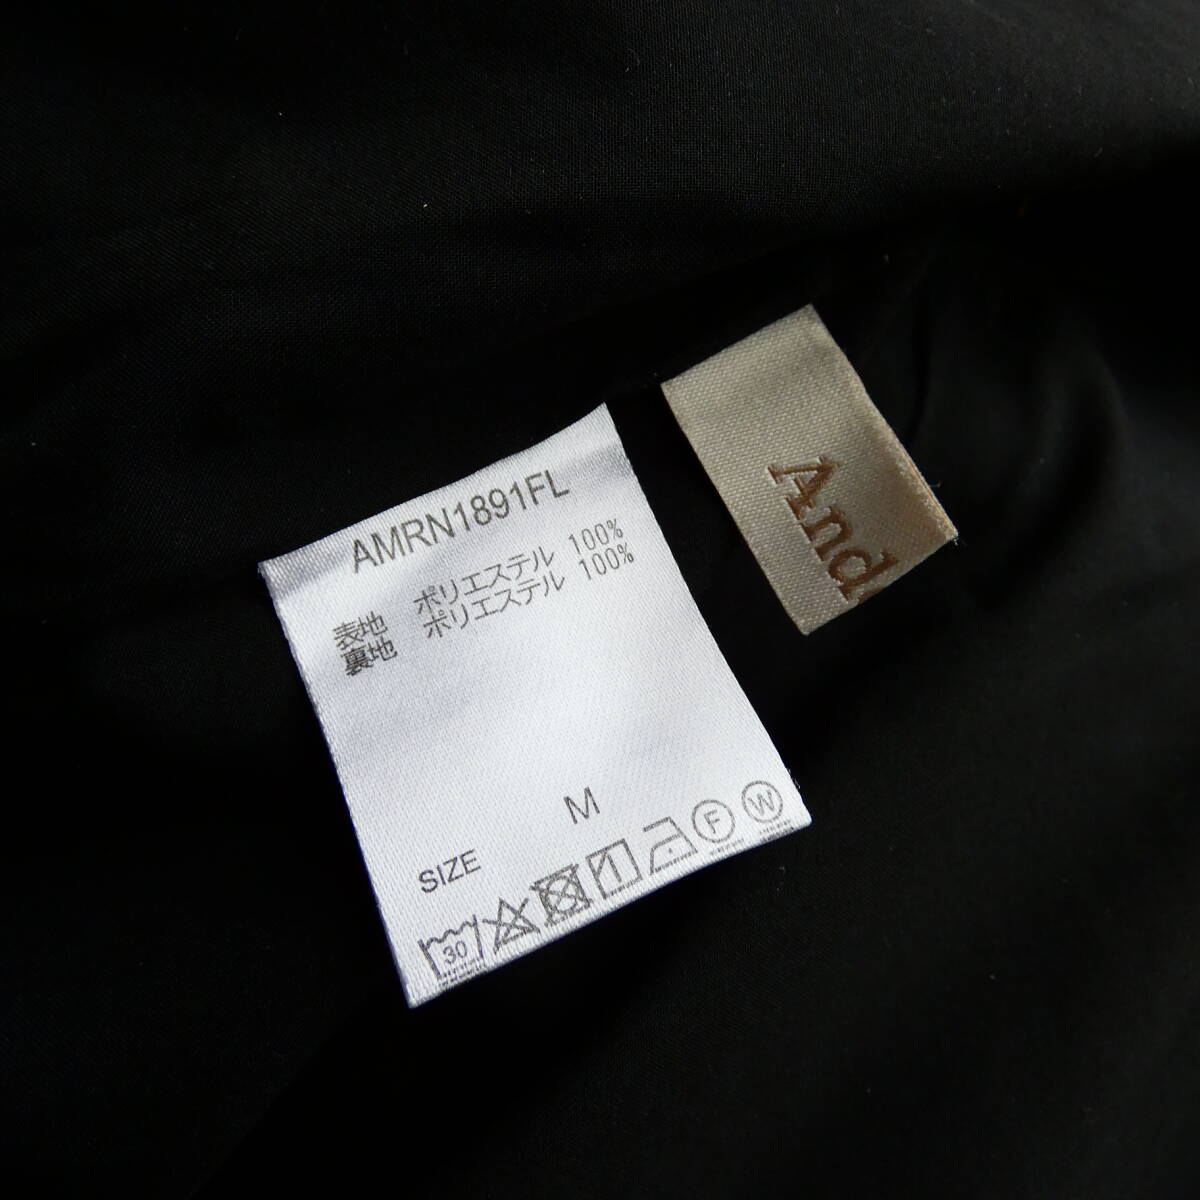 AMRN1891FL
表地 ポリエステル 100%
裏地 ポリエステル 100%
SIZE M
30 F W
And